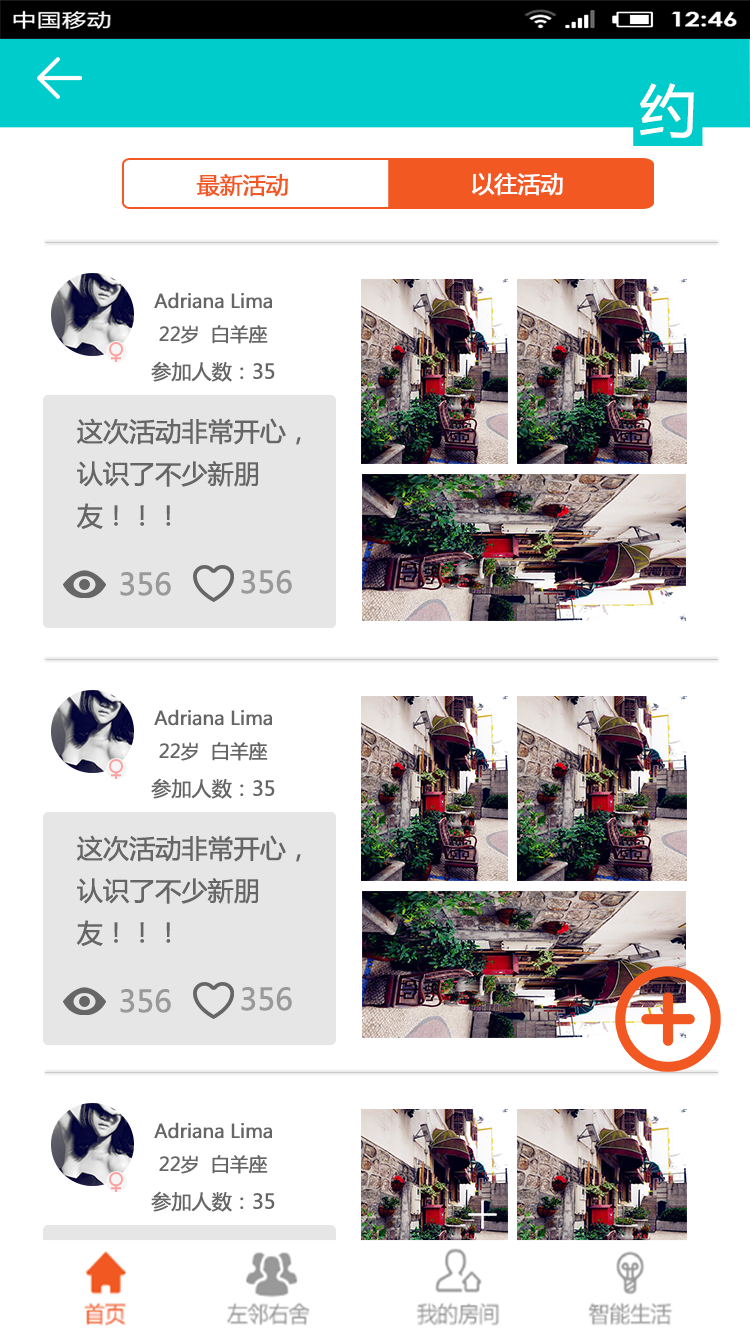 中国移动 12:46
约
最新活动 以往活动
Adriana Lima
22岁 白羊座
参加人数：35
这次活动非常开心，
认识了不少新朋
友！！！
356 356
Adriana Lima
22岁 白羊座
参加人数：35
这次活动非常开心，
认识了不少新朋
友！！！
356 356
Adriana Lima
22岁 白羊座
参加人数：35
首页 左邻右舍 我的房间 智能生活